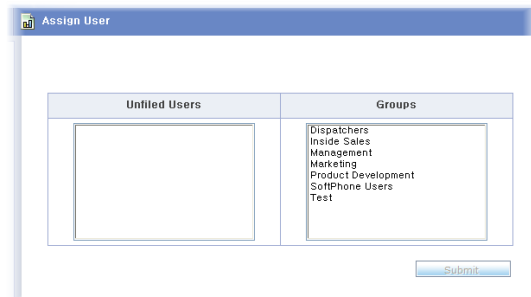 Assign User
Unfiled Users
Groups
Dispatchers
Inside Sales
Management
Marketing
Product Development
SoftPhone Users
Test
Submit